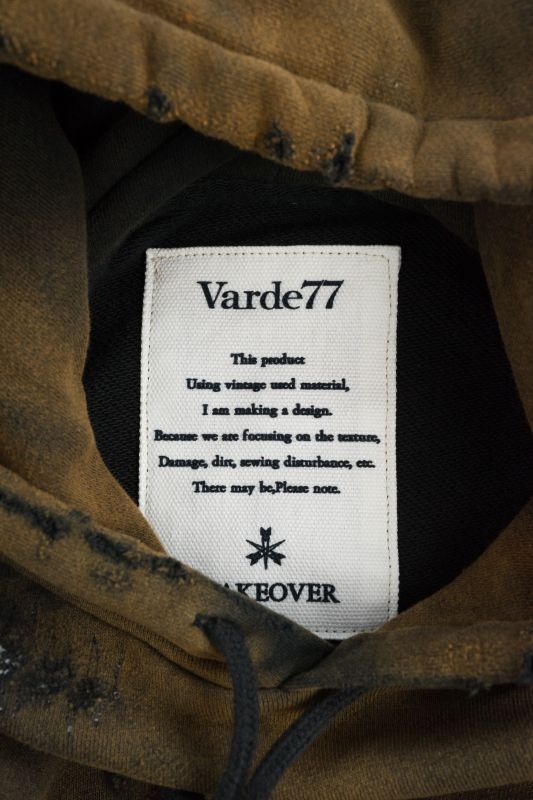 Varde77
This product
Using vintage used material,
I am making a design.
Because we are focusing on the texture,
Damage, dirt, sewing disturbance, etc.
There may be,Please note.
AKEOVER